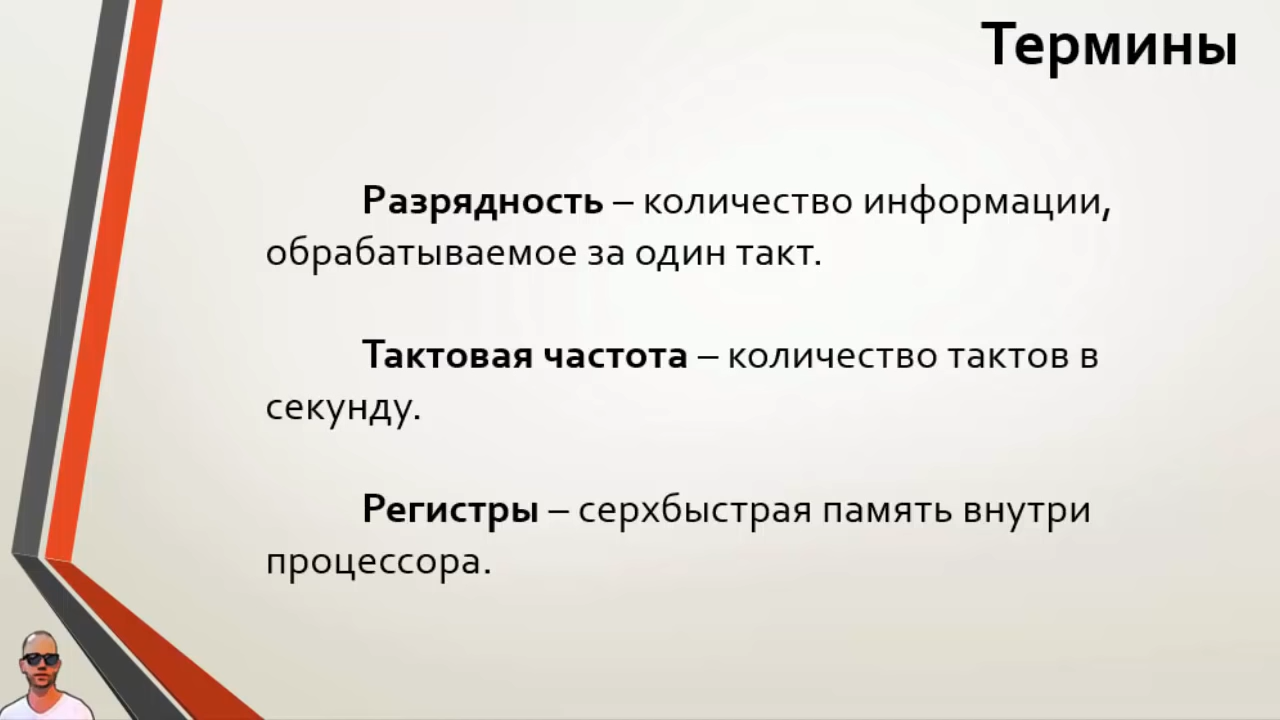 Термины
Разрядность – количество информации,
обрабатываемое за один такт.
Тактовая частота – количество тактов в
секунду.
Регистры – серхбыстрая память внутри
процессора.